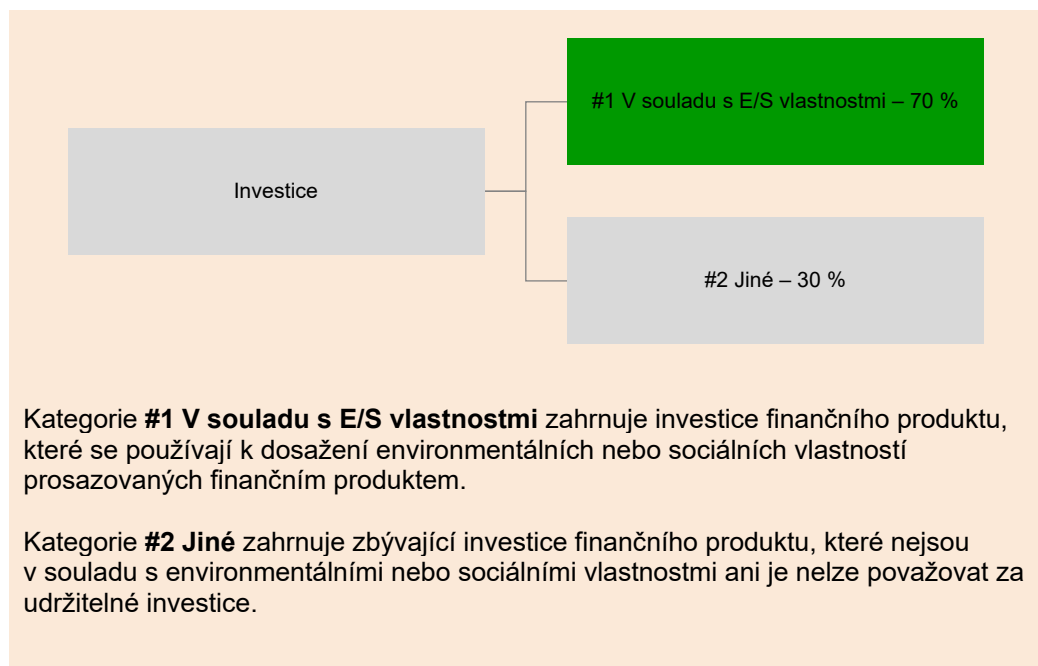 #1 V souladu s E/S vlastnostmi – 70 %
Investice
#2 Jiné – 30 %
Kategorie #1 V souladu s E/S vlastnostmi zahrnuje investice finančního produktu,
které se používají k dosažení environmentálních nebo sociálních vlastností
prosazovaných finančním produktem.
Kategorie #2 Jiné zahrnuje zbývající investice finančního produktu, které nejsou
v souladu s environmentálními nebo sociálními vlastnostmi ani je nelze považovat za
udržitelné investice.